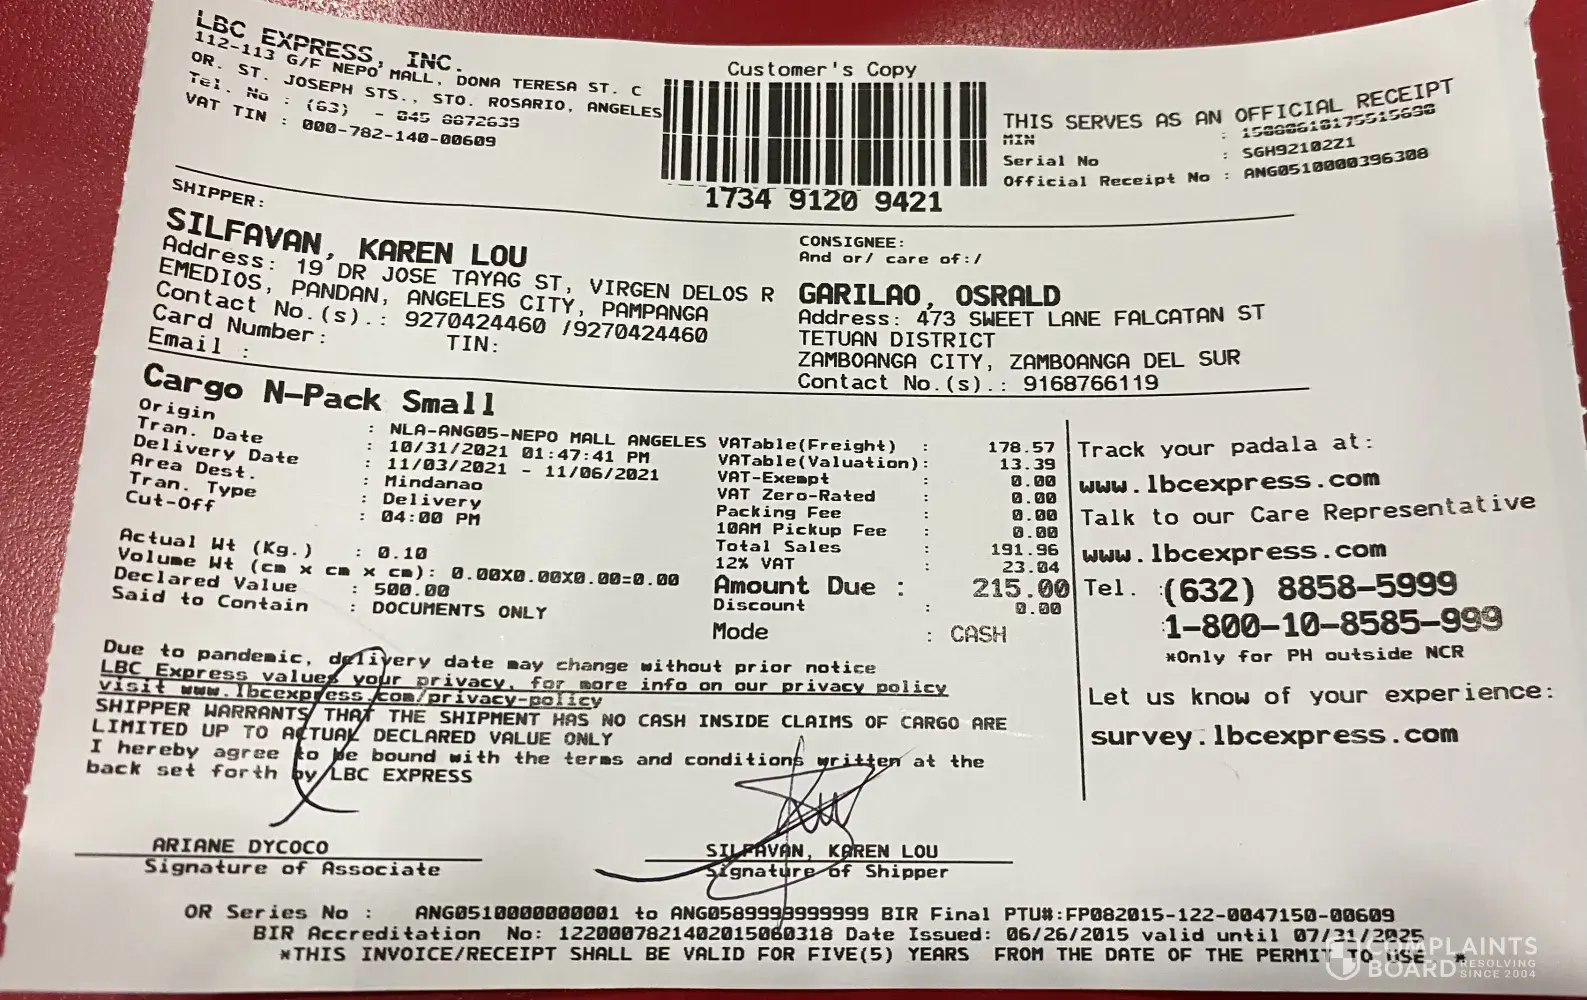 LBC EXPRESS, INC.
112-113 G/F NEPO MALL, DONA TERESA ST. C
OR. ST. JOSEPH STS., STO. ROSARIO, ANGELES
Tel. No : (63) - 045 8872639
VAT TIN : 000-782-140-00609
Customer's Copy
1734 9120 9421
THIS SERVES AS AN OFFICIAL RECEIPT
MIN :
Serial No : SGH92102Z1
Official Receipt No : ANG0510000396308
SHIPPER:
SILFAVAN, KAREN LOU
Address: 19 DR JOSE TAYAG ST, VIRGEN DELOS R
EMEDIOS, PANDAN, ANGELES CITY, PAMPANGA
Contact No.(s).: 9270424460 /9270424460
Card Number: TIN:
Email :
CONSIGNEE:
And or/ care of:/
GARILAO, OSRALD
Address: 473 SWEET LANE FALCATAN ST
TETUAN DISTRICT
ZAMBOANGA CITY, ZAMBOANGA DEL SUR
Contact No.(s).: 9168766119
Cargo N-Pack Small
Origin : NLA-ANG05-NEPO MALL ANGELES
Tran. Date : 10/31/2021 01:47:41 PM
Delivery Date : 11/03/2021 - 11/06/2021
Area Dest. : Mindanao
Tran. Type : Delivery
Cut-Off : 04:00 PM
Actual Wt (Kg.) : 0.10
Volume Wt (cm x cm x cm): 0.00X0.00X0.00=0.00
Declared Value : 500.00
Said to Contain : DOCUMENTS ONLY
VATable(Freight) : 178.57
VATable(Valuation): 13.39
VAT-Exempt : 0.00
VAT Zero-Rated : 0.00
Packing Fee : 0.00
10AM Pickup Fee : 0.00
Total Sales : 191.96
12% VAT : 23.04
Amount Due : 215.00
Discount : 0.00
Mode : CASH
Track your padala at:
www.lbcexpress.com
Talk to our Care Representative
www.lbcexpress.com
Tel. :(632) 8858-5999
:1-800-10-8585-999
*Only for PH outside NCR
Let us know of your experience:
survey.lbcexpress.com
Due to pandemic, delivery date may change without prior notice
LBC Express values your privacy, for more info on our privacy policy
visit www.lbcexpress.com/privacy-policy
SHIPPER WARRANTS THAT THE SHIPMENT HAS NO CASH INSIDE CLAIMS OF CARGO ARE
LIMITED UP TO ACTUAL DECLARED VALUE ONLY
I hereby agree to be bound with the terms and conditions written at the
back set forth by LBC EXPRESS
ARIANE DYCOCO
Signature of Associate
SILFAVAN, KAREN LOU
Signature of Shipper
OR Series No : ANG0510000000001 to ANG0589999999999 BIR Final PTU#:FP082015-122-0047150-00609
BIR Accreditation No: 1220007821402015060318 Date Issued: 06/26/2015 valid until 07/31/2025
*THIS INVOICE/RECEIPT SHALL BE VALID FOR FIVE(5) YEARS FROM THE DATE OF THE PERMIT TO USE *
COMPLAINTS
BOARD RESOLVING
SINCE 2004